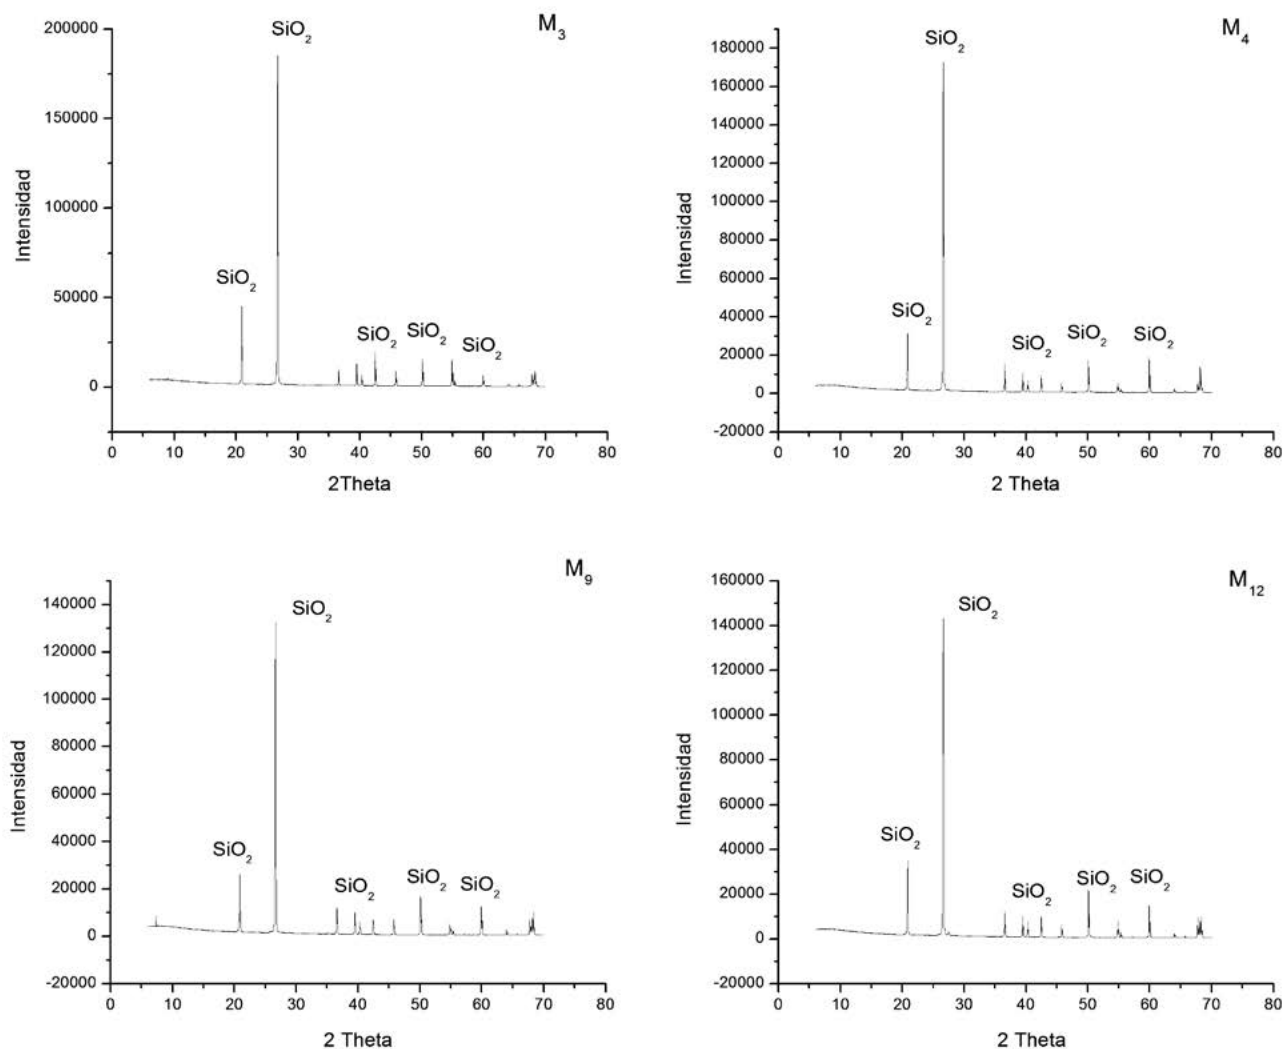 M₃
SiO₂
SiO₂
SiO₂
SiO₂
SiO₂
200000
150000
100000
50000
0
Intensidad
0 10 20 30 40 50 60 70 80
2Theta
M₄
SiO₂
SiO₂
SiO₂
SiO₂
SiO₂
180000
160000
140000
120000
100000
80000
60000
40000
20000
0
-20000
Intensidad
0 10 20 30 40 50 60 70 80
2 Theta
M₉
SiO₂
SiO₂
SiO₂
SiO₂
SiO₂
140000
120000
100000
80000
60000
40000
20000
0
-20000
Intensidad
0 10 20 30 40 50 60 70 80
2 Theta
M₁₂
SiO₂
SiO₂
SiO₂
SiO₂
SiO₂
160000
140000
120000
100000
80000
60000
40000
20000
0
-20000
Intensidad
0 10 20 30 40 50 60 70 80
2 Theta